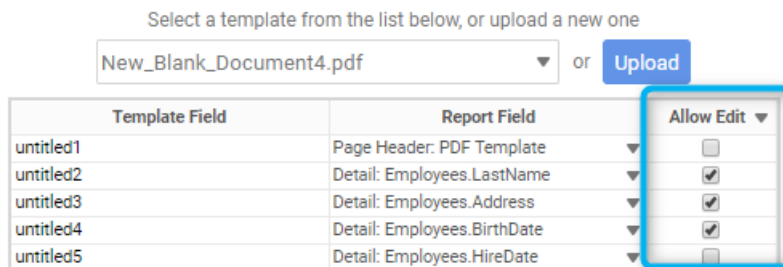 Select a template from the list below, or upload a new one
New_Blank_Document4.pdf or Upload
Template Field Report Field Allow Edit
untitled1 Page Header: PDF Template
untitled2 Detail: Employees.LastName
untitled3 Detail: Employees.Address
untitled4 Detail: Employees.BirthDate
untitled5 Detail: Employees.HireDate